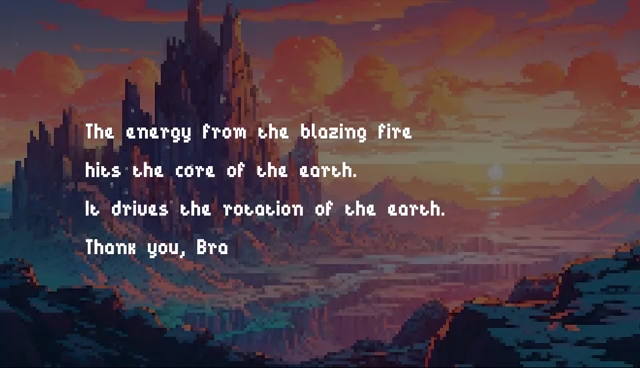 The energy from the blazing fire
hits the core of the earth.
It drives the rotation of the earth.
Thank you, Bra